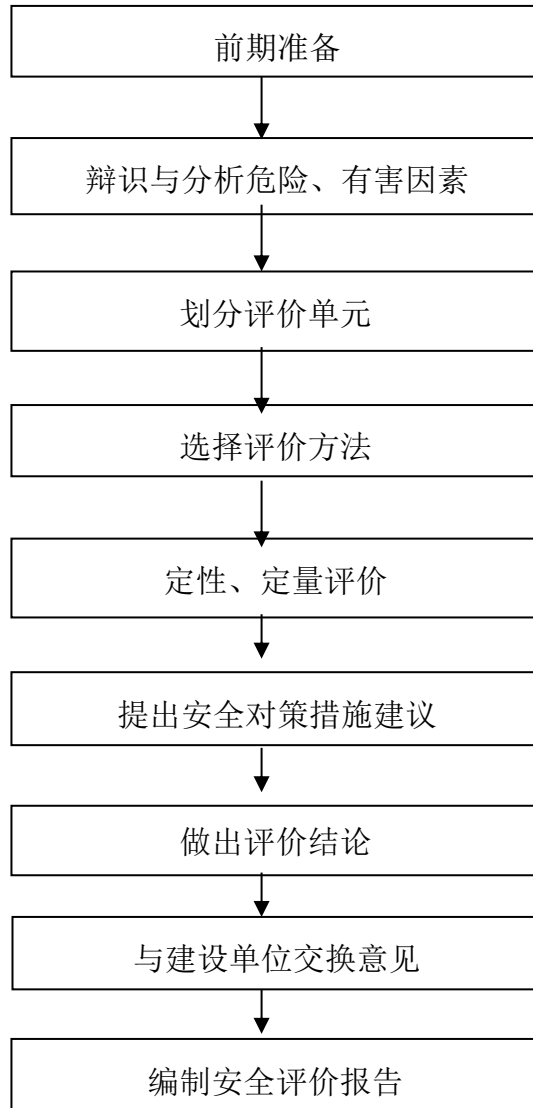 前期准备
辩识与分析危险、有害因素
划分评价单元
选择评价方法
定性、定量评价
提出安全对策措施建议
做出评价结论
与建设单位交换意见
编制安全评价报告